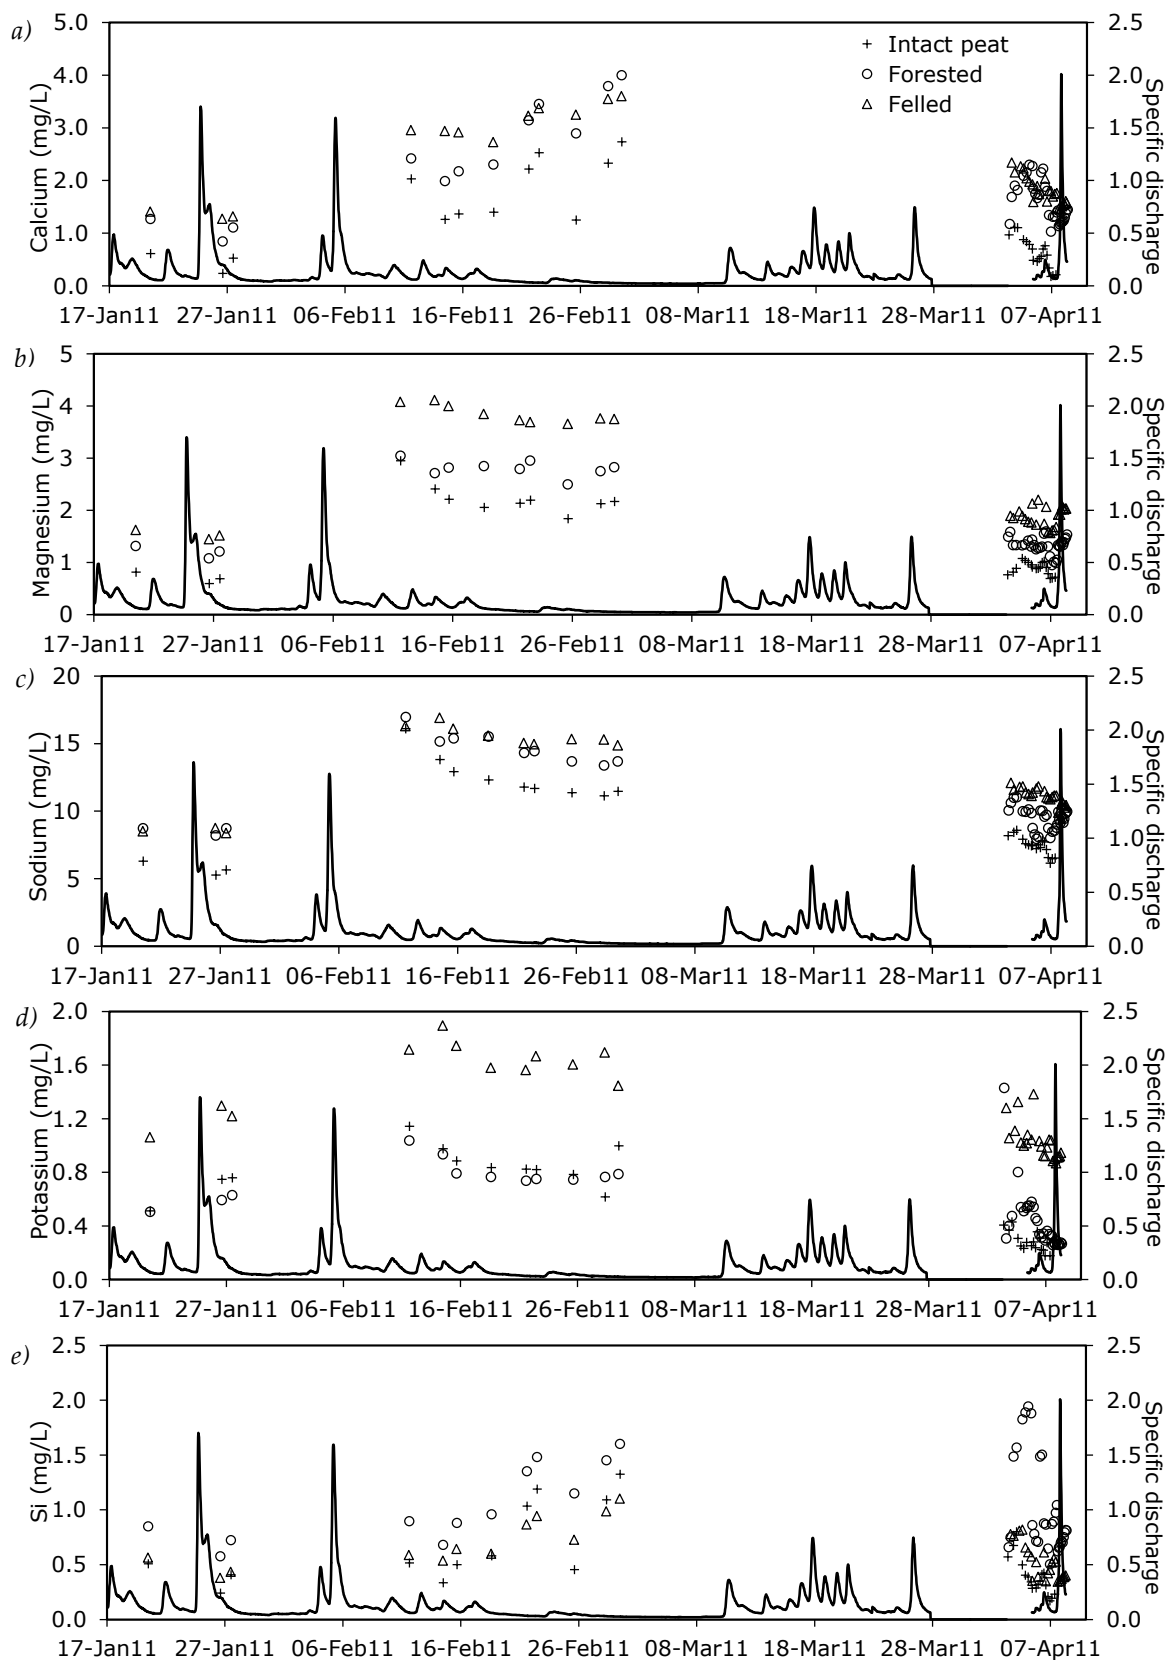 a)
Calcium (mg/L)
5.0
4.0
3.0
2.0
1.0
0.0
+ Intact peat
○ Forested
△ Felled
2.5
2.0
1.5
1.0
0.5
0.0
Specific discharge
17-Jan11 27-Jan11 06-Feb11 16-Feb11 26-Feb11 08-Mar11 18-Mar11 28-Mar11 07-Apr11
b)
Magnesium (mg/L)
5
4
3
2
1
0
2.5
2.0
1.5
1.0
0.5
0.0
Specific discharge
17-Jan11 27-Jan11 06-Feb11 16-Feb11 26-Feb11 08-Mar11 18-Mar11 28-Mar11 07-Apr11
c)
Sodium (mg/L)
20
15
10
5
0
2.5
2.0
1.5
1.0
0.5
0.0
Specific discharge
17-Jan11 27-Jan11 06-Feb11 16-Feb11 26-Feb11 08-Mar11 18-Mar11 28-Mar11 07-Apr11
d)
Potassium (mg/L)
2.0
1.6
1.2
0.8
0.4
0.0
2.5
2.0
1.5
1.0
0.5
0.0
Specific discharge
17-Jan11 27-Jan11 06-Feb11 16-Feb11 26-Feb11 08-Mar11 18-Mar11 28-Mar11 07-Apr11
e)
Si (mg/L)
2.5
2.0
1.5
1.0
0.5
0.0
2.5
2.0
1.5
1.0
0.5
0.0
Specific discharge
17-Jan11 27-Jan11 06-Feb11 16-Feb11 26-Feb11 08-Mar11 18-Mar11 28-Mar11 07-Apr11